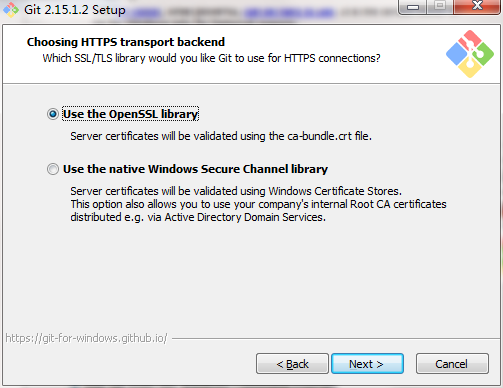 Git 2.15.1.2 Setup
Choosing HTTPS transport backend
Which SSL/TLS library would you like Git to use for HTTPS connections?
Use the OpenSSL library
Server certificates will be validated using the ca-bundle.crt file.
Use the native Windows Secure Channel library
Server certificates will be validated using Windows Certificate Stores.
This option also allows you to use your company's internal Root CA certificates
distributed e.g. via Active Directory Domain Services.
https://git-for-windows.github.io/
< Back
Next >
Cancel